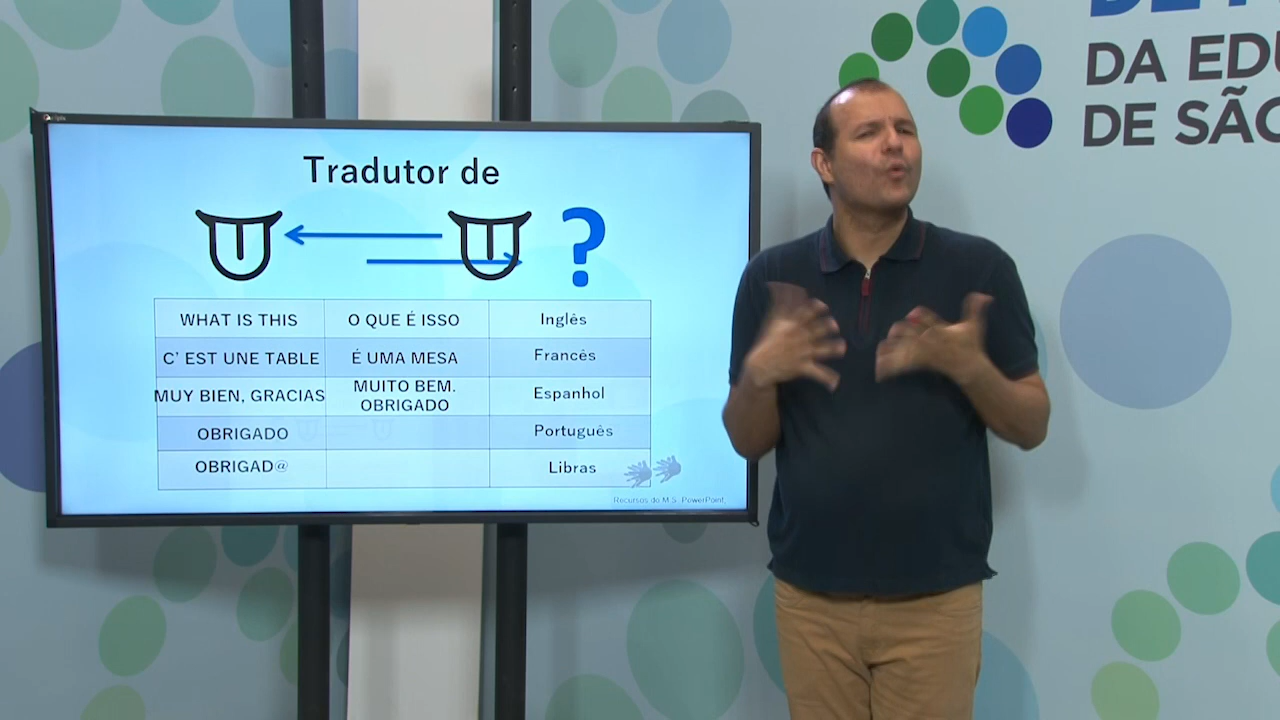 DA EDU
DE SÃO
Tradutor de
?
WHAT IS THIS O QUE É ISSO Inglês
C' EST UNE TABLE É UMA MESA Francês
MUY BIEN, GRACIAS MUITO BEM. OBRIGADO Espanhol
OBRIGADO Português
OBRIGAD@ Libras
Recursos do M.S. PowerPoint.